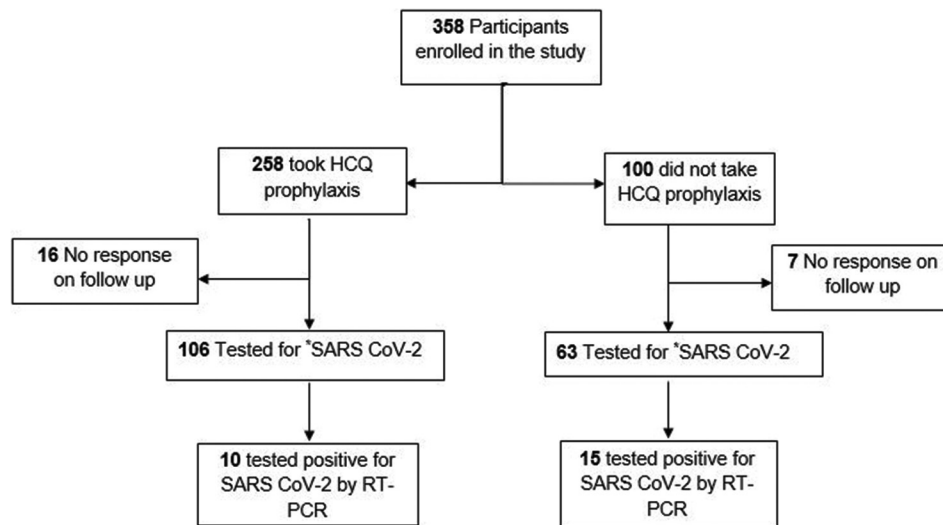 358 Participants
enrolled in the study
258 took HCQ
prophylaxis
100 did not take
HCQ prophylaxis
16 No response
on follow up
7 No response on
follow up
106 Tested for *SARS CoV-2
63 Tested for *SARS CoV-2
10 tested positive for
SARS CoV-2 by RT-
PCR
15 tested positive for
SARS CoV-2 by RT-
PCR